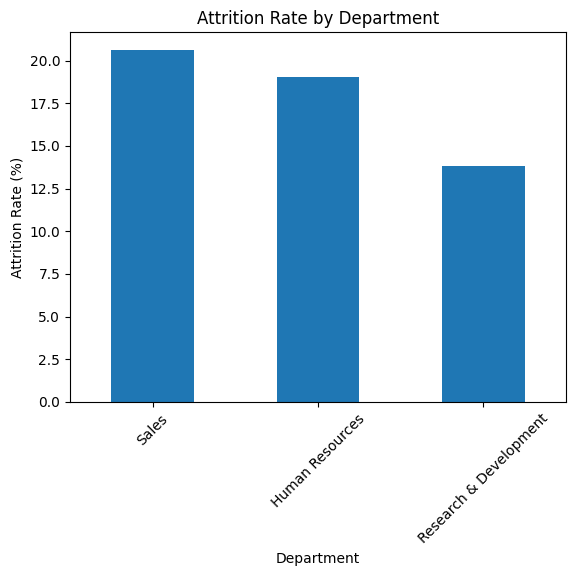 Attrition Rate by Department
Attrition Rate (%)
20.0
17.5
15.0
12.5
10.0
7.5
5.0
2.5
0.0
Sales
Human Resources
Research & Development
Department